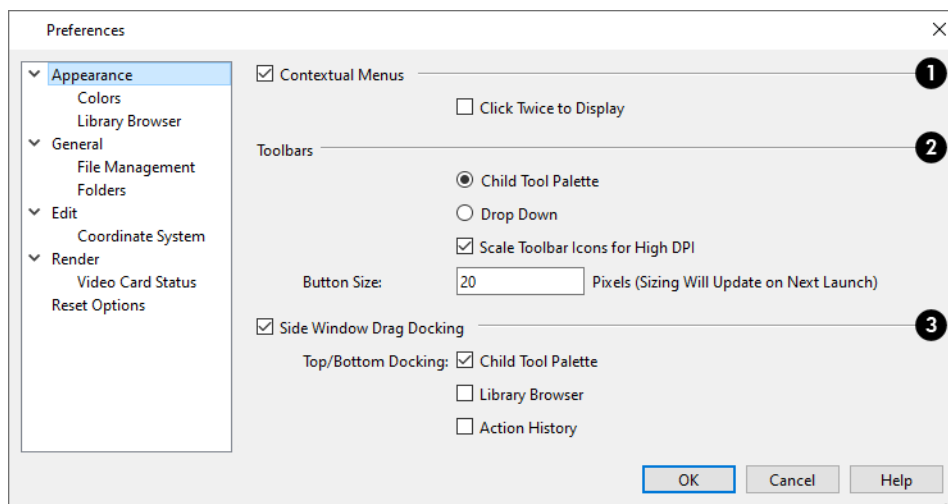 Preferences
Appearance
Colors
Library Browser
General
File Management
Folders
Edit
Coordinate System
Render
Video Card Status
Reset Options
Contextual Menus 1
Click Twice to Display
Toolbars 2
Child Tool Palette
Drop Down
Scale Toolbar Icons for High DPI
Button Size: 20 Pixels (Sizing Will Update on Next Launch)
Side Window Drag Docking 3
Top/Bottom Docking: Child Tool Palette
Library Browser
Action History
OK Cancel Help